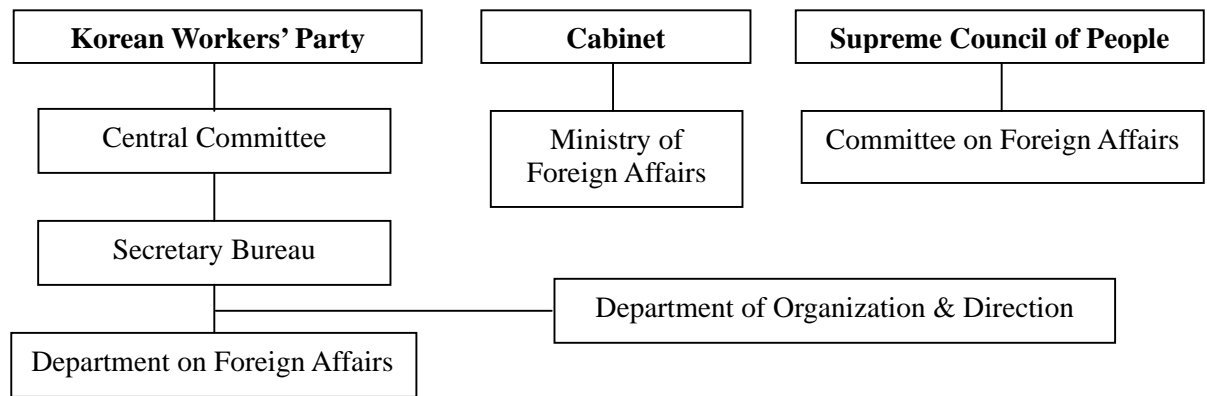 Korean Workers’ Party
Cabinet
Supreme Council of People
Central Committee
Ministry of
Foreign Affairs
Committee on Foreign Affairs
Secretary Bureau
Department of Organization & Direction
Department on Foreign Affairs